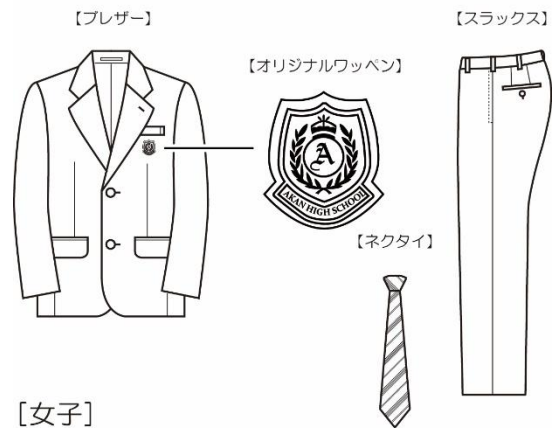 【ブレザー】
【スラックス】
【オリジナルワッペン】
A
AKAN HIGH SCHOOL
【ネクタイ】
[女子]